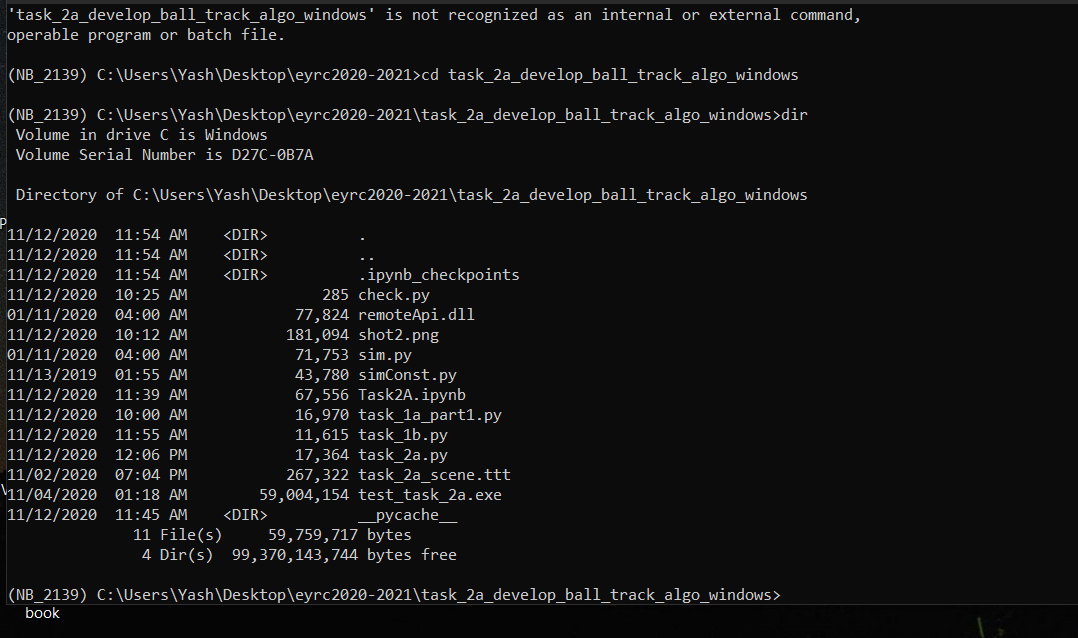 'task_2a_develop_ball_track_algo_windows' is not recognized as an internal or external command,
operable program or batch file.
(NB_2139) C:\Users\Yash\Desktop\eyrc2020-2021>cd task_2a_develop_ball_track_algo_windows
(NB_2139) C:\Users\Yash\Desktop\eyrc2020-2021\task_2a_develop_ball_track_algo_windows>dir
Volume in drive C is Windows
Volume Serial Number is D27C-0B7A
Directory of C:\Users\Yash\Desktop\eyrc2020-2021\task_2a_develop_ball_track_algo_windows
11/12/2020  11:54 AM    <DIR>          .
11/12/2020  11:54 AM    <DIR>          ..
11/12/2020  11:54 AM    <DIR>          .ipynb_checkpoints
11/12/2020  10:25 AM               285 check.py
01/11/2020  04:00 AM            77,824 remoteApi.dll
11/12/2020  10:12 AM           181,094 shot2.png
01/11/2020  04:00 AM            71,753 sim.py
11/13/2019  01:55 AM            43,780 simConst.py
11/12/2020  11:39 AM            67,556 Task2A.ipynb
11/12/2020  10:00 AM            16,970 task_1a_part1.py
11/12/2020  11:55 AM            11,615 task_1b.py
11/12/2020  12:06 PM            17,364 task_2a.py
11/02/2020  07:04 PM           267,322 task_2a_scene.ttt
11/04/2020  01:18 AM        59,004,154 test_task_2a.exe
11/12/2020  11:45 AM    <DIR>          __pycache__
11 File(s)     59,759,717 bytes
4 Dir(s)  99,370,143,744 bytes free
(NB_2139) C:\Users\Yash\Desktop\eyrc2020-2021\task_2a_develop_ball_track_algo_windows>
book